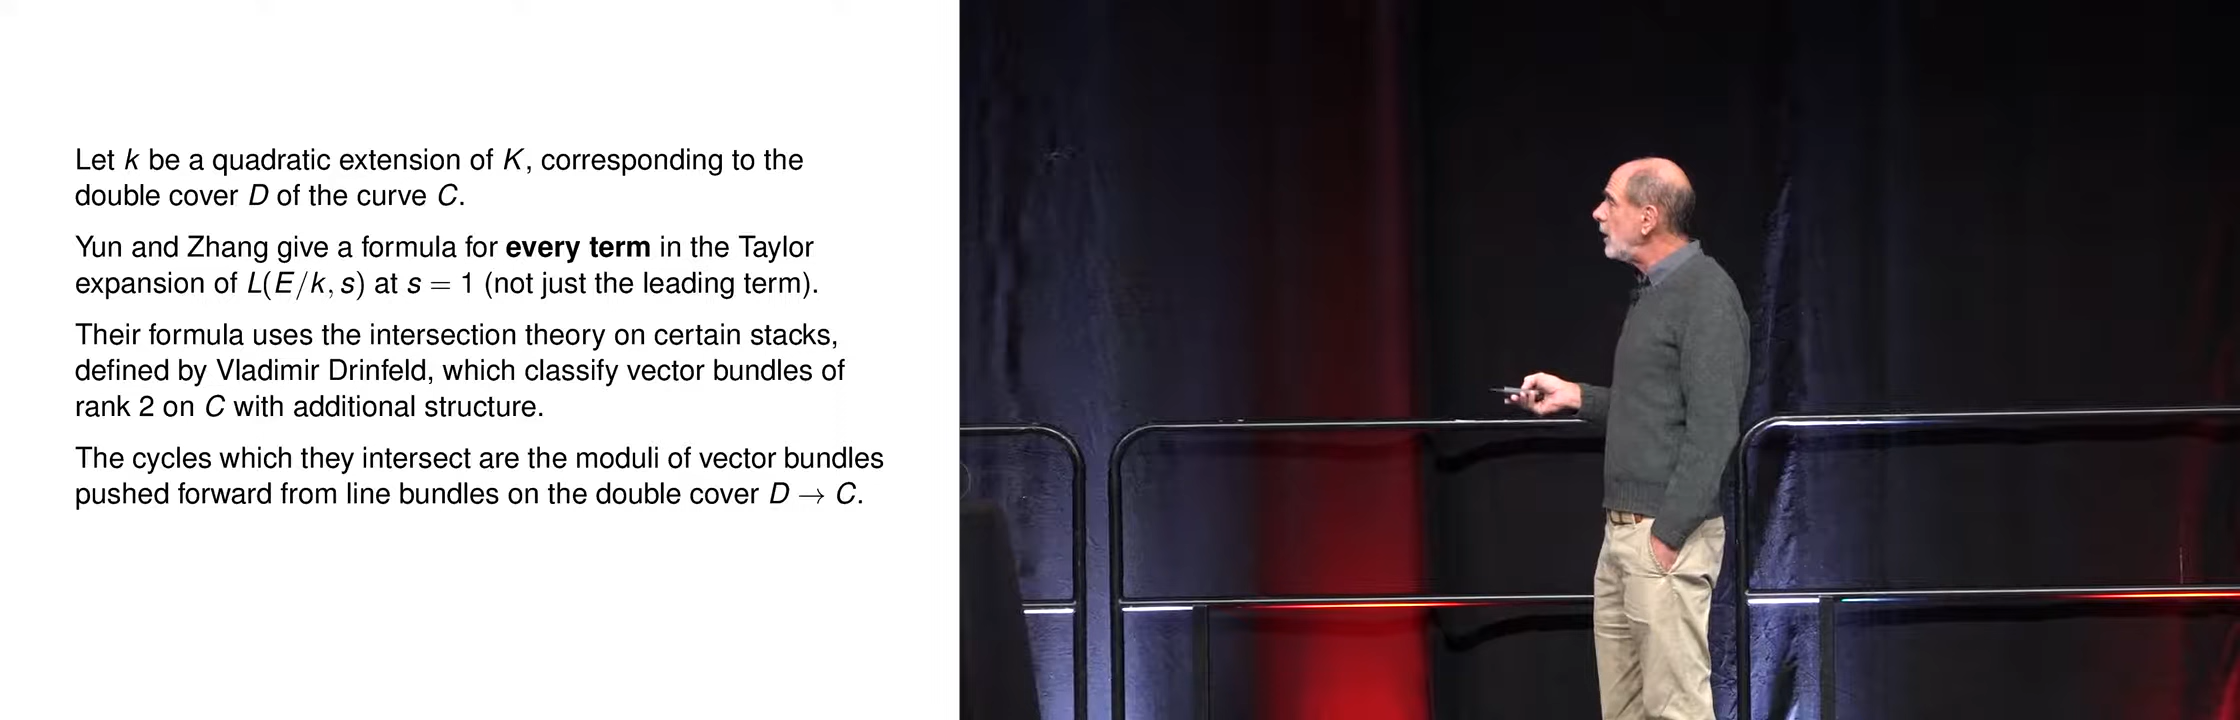 Let k be a quadratic extension of K, corresponding to the
double cover D of the curve C.
Yun and Zhang give a formula for every term in the Taylor
expansion of L(E/k, s) at s = 1 (not just the leading term).
Their formula uses the intersection theory on certain stacks,
defined by Vladimir Drinfeld, which classify vector bundles of
rank 2 on C with additional structure.
The cycles which they intersect are the moduli of vector bundles
pushed forward from line bundles on the double cover D → C.